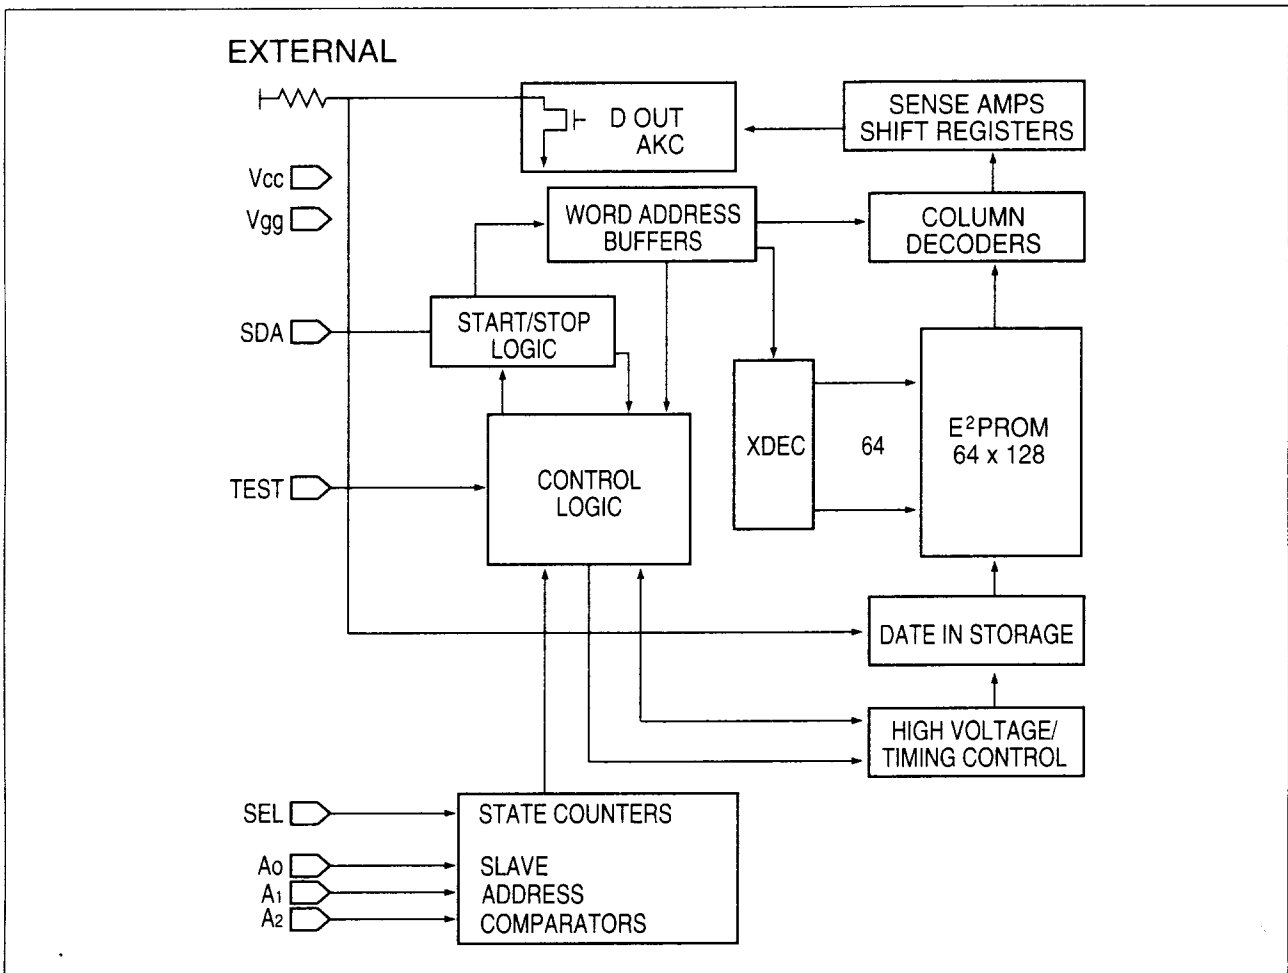 EXTERNAL
D OUT
AKC
SENSE AMPS
SHIFT REGISTERS
Vcc
Vgg
WORD ADDRESS
BUFFERS
COLUMN
DECODERS
SDA
START/STOP
LOGIC
XDEC
64
E²PROM
64 x 128
TEST
CONTROL
LOGIC
DATE IN STORAGE
HIGH VOLTAGE/
TIMING CONTROL
SEL
STATE COUNTERS
A0
SLAVE
A1
ADDRESS
A2
COMPARATORS